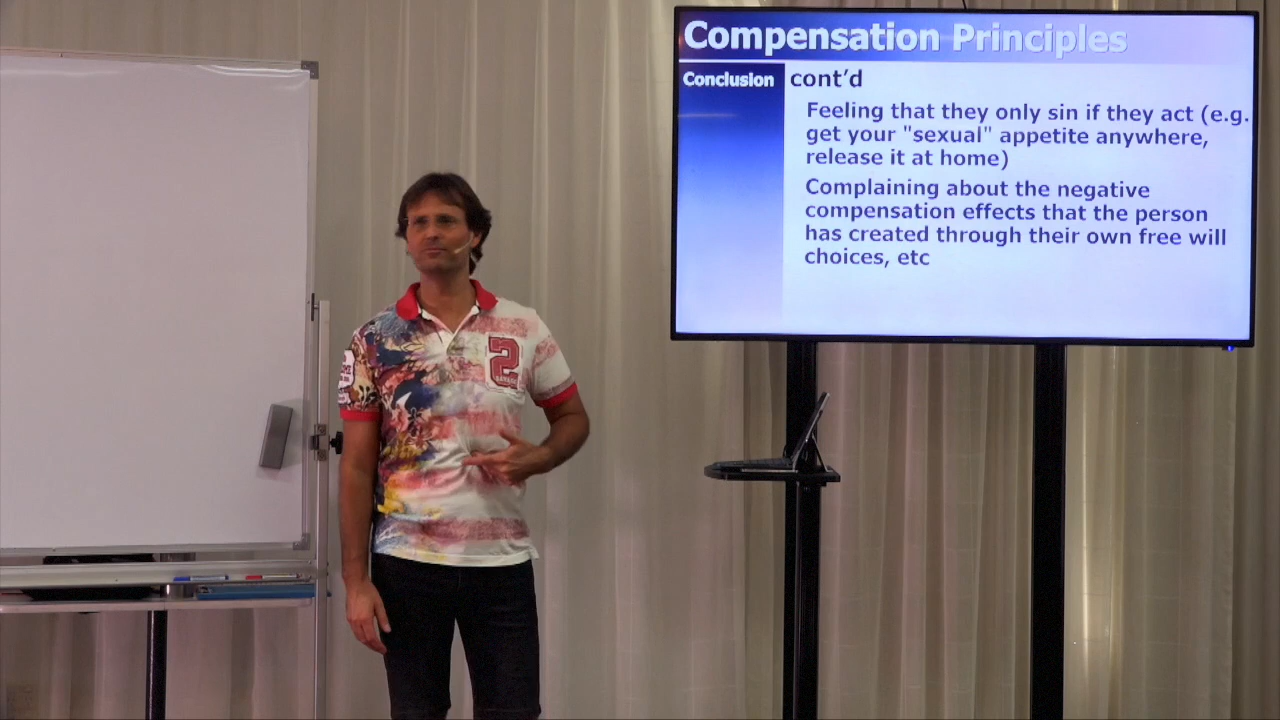 Compensation Principles
Conclusion
cont'd
Feeling that they only sin if they act (e.g.
get your "sexual" appetite anywhere,
release it at home)
Complaining about the negative
compensation effects that the person
has created through their own free will
choices, etc
2